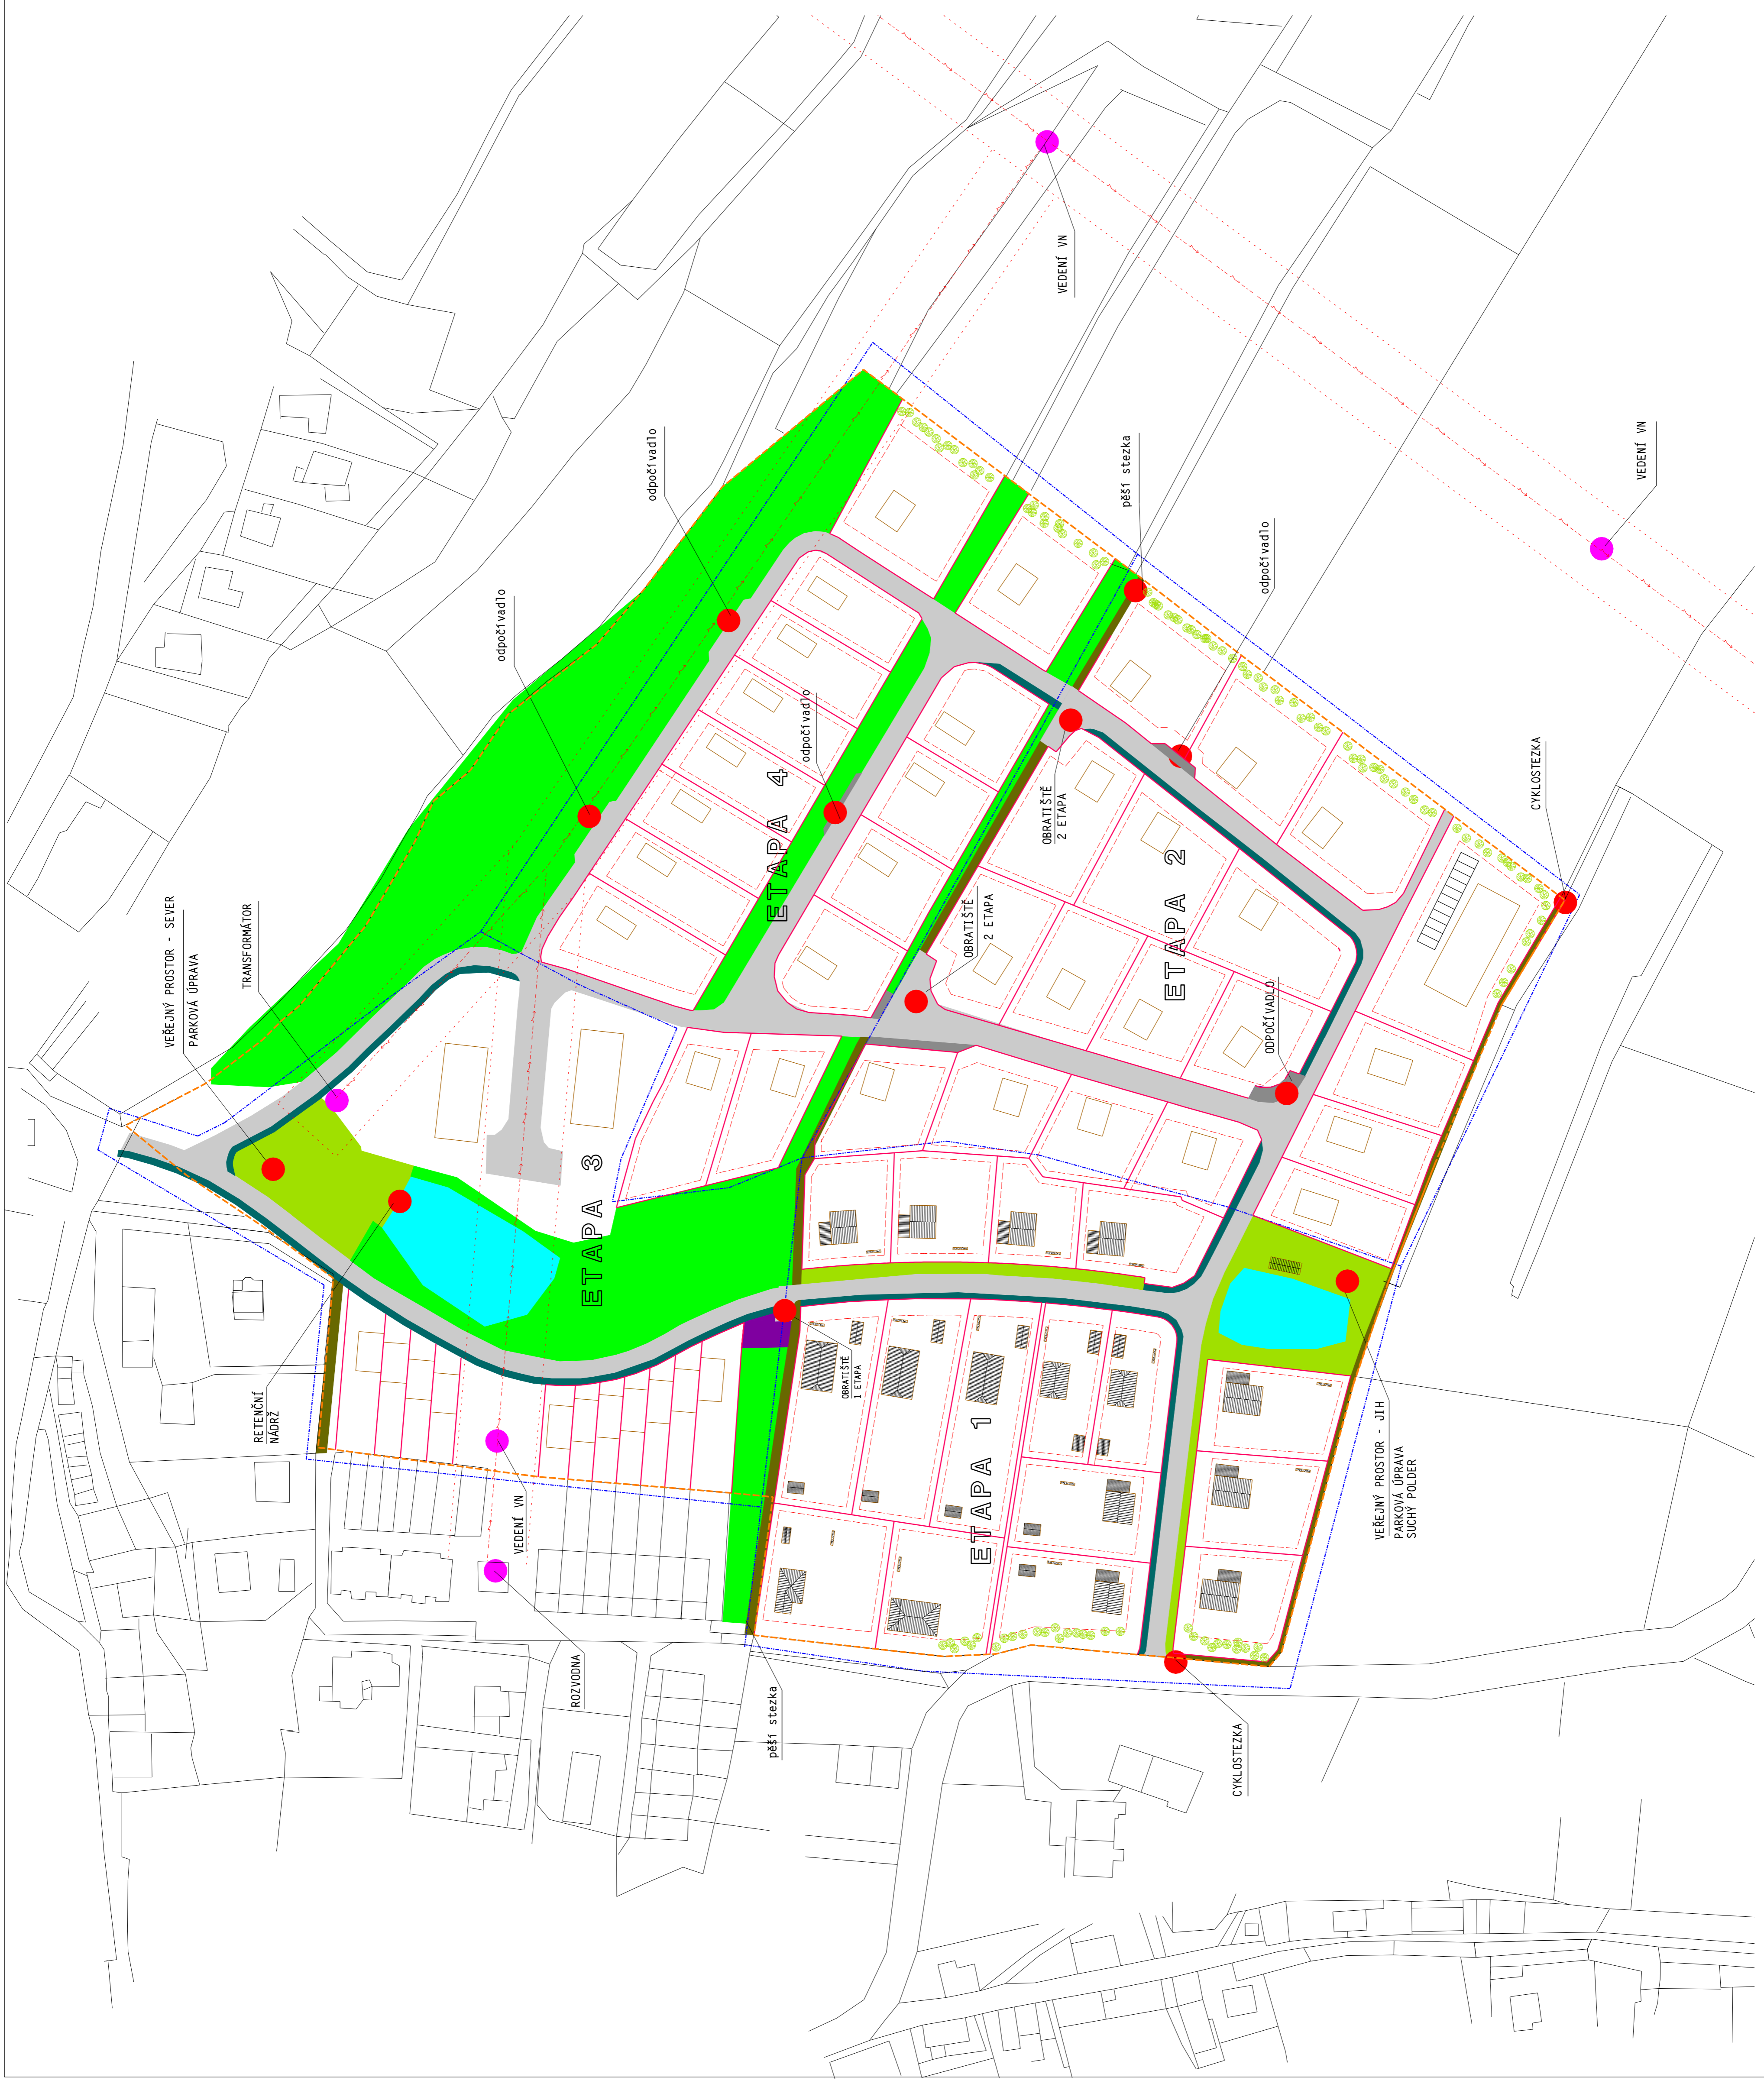 VEŘEJNÝ PROSTOR - SEVER
PARKOVÁ ÚPRAVA
TRANSFORMÁTOR
RETENČNÍ
NÁDRŽ
VEDENÍ VN
ROZVODNA
pěší stezka
odpočívadlo
ETAPA 3
odpočívadlo
ETAPA 4
odpočívadlo
OBRATIŠTĚ
1 ETAPA
ETAPA 1
OBRATIŠTĚ
2 ETAPA
OBRATIŠTĚ
2 ETAPA
VEDENÍ VN
pěší stezka
ETAPA 2
odpočívadlo
ODPOČÍVADLO
CYKLOSTEZKA
VEŘEJNÝ PROSTOR - JIH
PARKOVÁ ÚPRAVA
SUCHÝ POLDER
CYKLOSTEZKA
VEDENÍ VN